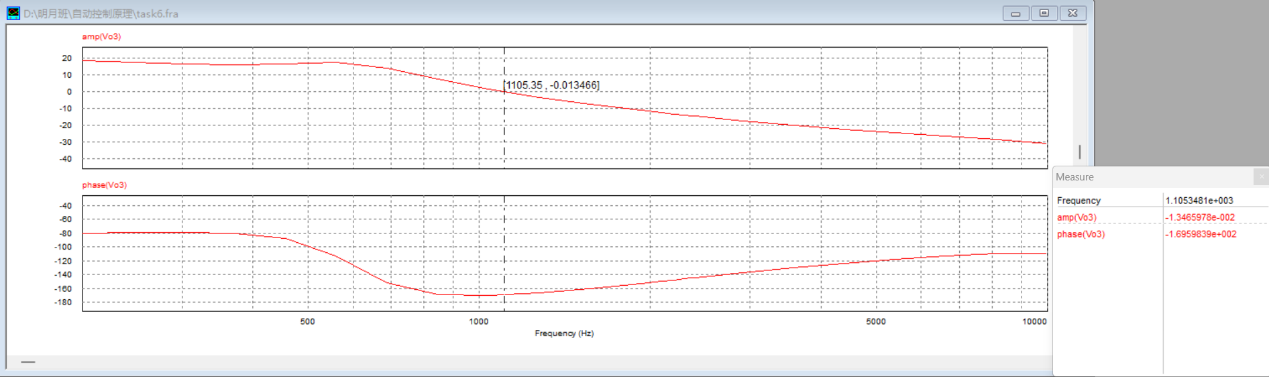 D:\明月班\自动控制原理\task6.fra
amp(Vo3)
20
10
0
-10
-20
-30
-40
[1105.35 , -0.013466]
phase(Vo3)
-40
-60
-80
-100
-120
-140
-160
-180
500
1000
5000
10000
Frequency (Hz)
Measure
Frequency 1.1053481e+003
amp(Vo3) -1.3465978e-002
phase(Vo3) -1.6959839e+002